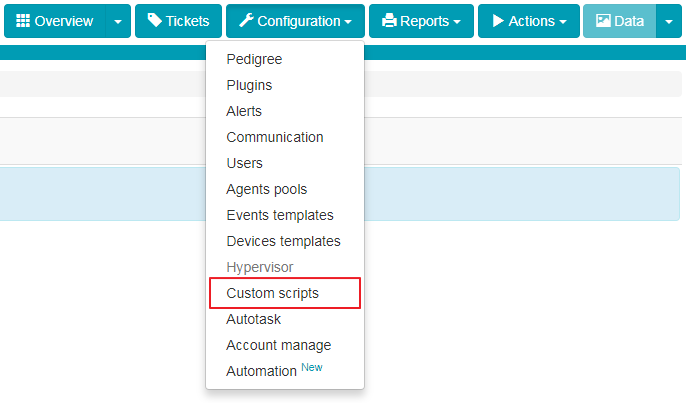 Overview Tickets Configuration Reports Actions Data
Pedigree
Plugins
Alerts
Communication
Users
Agents pools
Events templates
Devices templates
Hypervisor
Custom scripts
Autotask
Account manage
Automation New